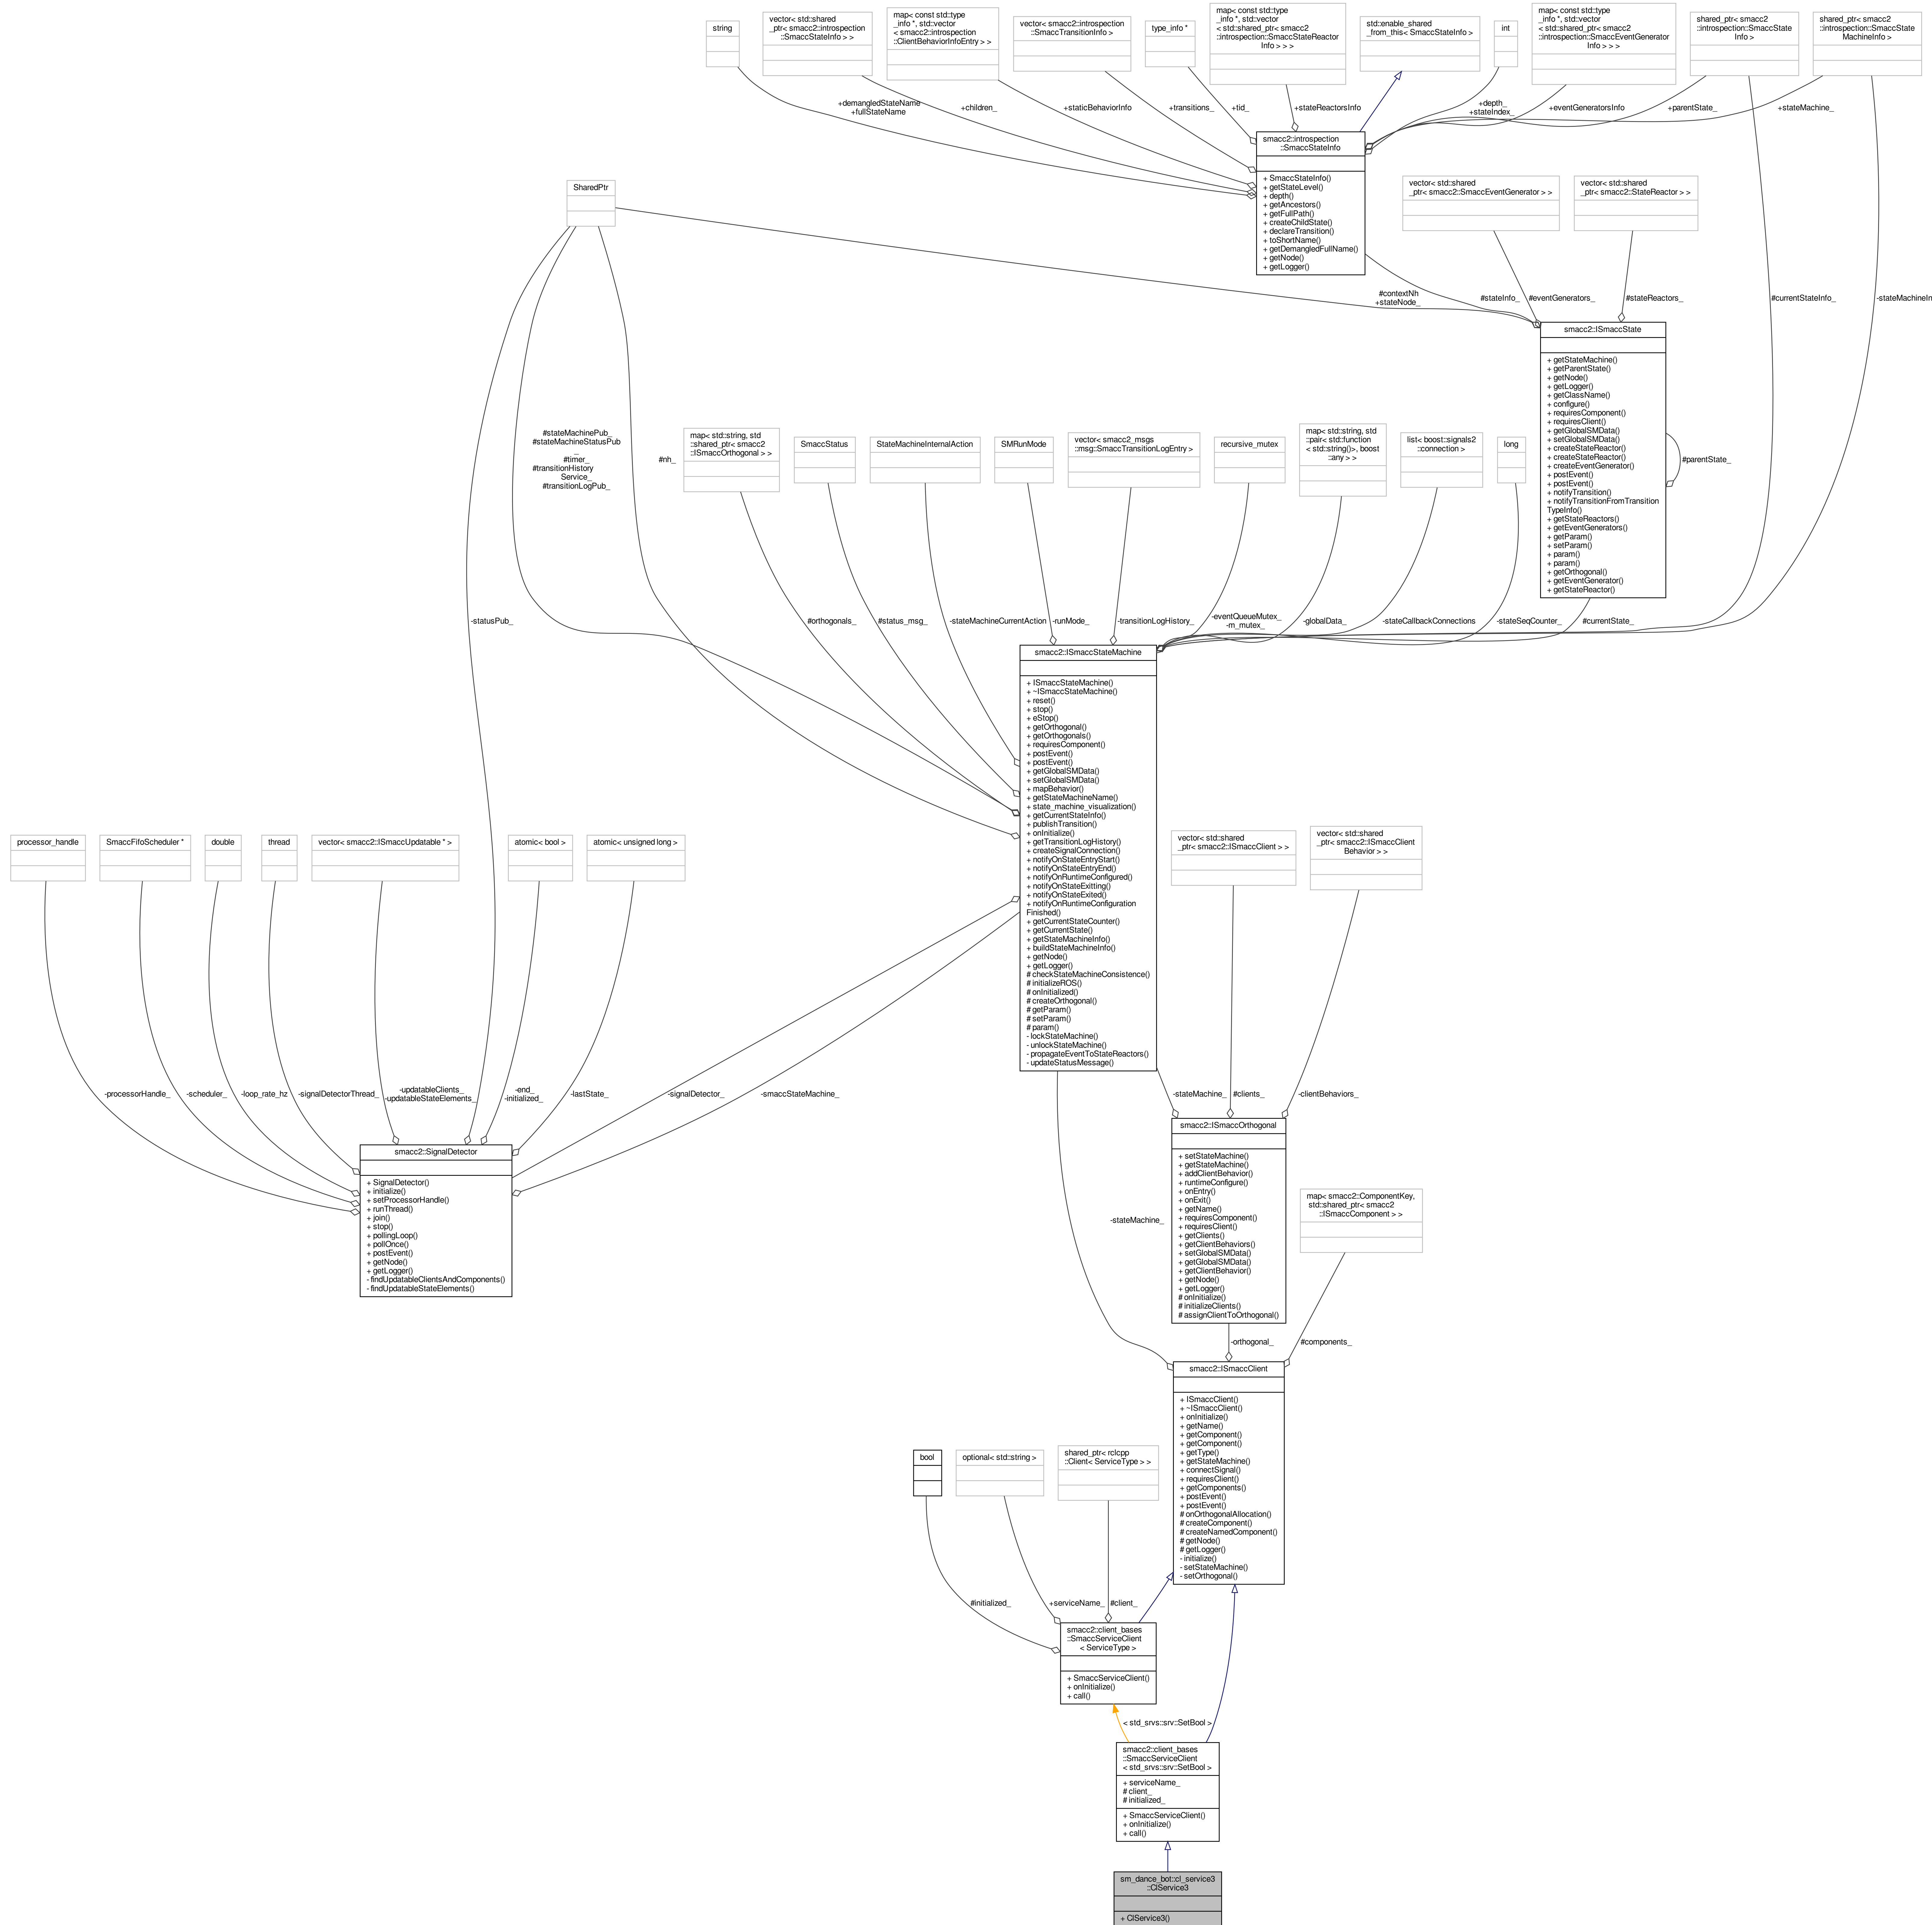 string
vector< std::shared
_ptr< smacc2::introspection
::SmaccStateInfo > >
map< const std::type
_info *, std::vector
< smacc2::introspection
::ClientBehaviorInfoEntry > >
vector< smacc2::introspection
::SmaccTransitionInfo >
type_info *
map< const std::type
_info *, std::vector
< std::shared_ptr< smacc2
::introspection::SmaccStateReactor
Info > > >
std::enable_shared
_from_this< SmaccStateInfo >
int
map< const std::type
_info *, std::vector
< std::shared_ptr< smacc2
::introspection::SmaccEventGenerator
Info > > >
shared_ptr< smacc2
::introspection::SmaccState
Info >
shared_ptr< smacc2
::introspection::SmaccState
MachineInfo >
+demangledStateName
+fullStateName
+children_
+staticBehaviorInfo
+transitions_
+tid_
+stateReactorsInfo
+depth_
+stateIndex_
+eventGeneratorsInfo
+parentState_
+stateMachine_
smacc2::introspection
::SmaccStateInfo
+ SmaccStateInfo()
+ getStateLevel()
+ depth()
+ getAncestors()
+ getFullPath()
+ createChildState()
+ declareTransition()
+ toShortName()
+ getDemangledFullName()
+ getNode()
+ getLogger()
SharedPtr
vector< std::shared
_ptr< smacc2::SmaccEventGenerator > >
vector< std::shared
_ptr< smacc2::StateReactor > >
#contextNh
+stateNode_
#stateInfo_
#eventGenerators_
#stateReactors_
#currentStateInfo_
-stateMachineIn
smacc2::ISmaccState
+ getStateMachine()
+ getParentState()
+ getNode()
+ getLogger()
+ getClassName()
+ configure()
+ requiresComponent()
+ requiresClient()
+ getGlobalSMData()
+ setGlobalSMData()
+ createStateReactor()
+ createStateReactor()
+ createEventGenerator()
+ postEvent()
+ postEvent()
+ notifyTransition()
+ notifyTransitionFromTransition
TypeInfo()
+ getStateReactors()
+ getEventGenerators()
+ getParam()
+ setParam()
+ param()
+ param()
+ getOrthogonal()
+ getEventGenerator()
+ getStateReactor()
#parentState_
#stateMachinePub_
#stateMachineStatusPub
_
#timer_
#transitionHistory
Service_
#transitionLogPub_
#nh_
map< std::string, std
::shared_ptr< smacc2
::ISmaccOrthogonal > >
SmaccStatus
StateMachineInternalAction
SMRunMode
vector< smacc2_msgs
::msg::SmaccTransitionLogEntry >
recursive_mutex
map< std::string, std
::pair< std::function
< std::string()>, boost
::any > >
list< boost::signals2
::connection >
long
-statusPub_
#orthogonals_
#status_msg_
-stateMachineCurrentAction
-runMode_
-transitionLogHistory_
-eventQueueMutex_
-m_mutex_
-globalData_
-stateCallbackConnections
-stateSeqCounter_
#currentState_
smacc2::ISmaccStateMachine
+ ISmaccStateMachine()
+ ~ISmaccStateMachine()
+ reset()
+ stop()
+ eStop()
+ getOrthogonal()
+ getOrthogonals()
+ requiresComponent()
+ postEvent()
+ postEvent()
+ getGlobalSMData()
+ setGlobalSMData()
+ mapBehavior()
+ getStateMachineName()
+ state_machine_visualization()
+ getCurrentStateInfo()
+ publishTransition()
+ onInitialize()
+ getTransitionLogHistory()
+ createSignalConnection()
+ notifyOnStateEntryStart()
+ notifyOnStateEntryEnd()
+ notifyOnRuntimeConfigured()
+ notifyOnStateExitting()
+ notifyOnStateExited()
+ notifyOnRuntimeConfiguration
Finished()
+ getCurrentStateCounter()
+ getCurrentState()
+ getStateMachineInfo()
+ buildStateMachineInfo()
+ getNode()
+ getLogger()
# checkStateMachineConsistence()
# initializeROS()
# onInitialized()
# createOrthogonal()
# getParam()
# setParam()
# param()
- lockStateMachine()
- unlockStateMachine()
- propagateEventToStateReactors()
- updateStatusMessage()
processor_handle
SmaccFifoScheduler *
double
thread
vector< smacc2::ISmaccUpdatable * >
atomic< bool >
atomic< unsigned long >
vector< std::shared
_ptr< smacc2::ISmaccClient > >
vector< std::shared
_ptr< smacc2::ISmaccClient
Behavior > >
-processorHandle_
-scheduler_
-loop_rate_hz
-signalDetectorThread_
-updatableClients_
-updatableStateElements_
-end_
-initialized_
-lastState_
-signalDetector_
-smaccStateMachine_
-stateMachine_
#clients_
-clientBehaviors_
smacc2::SignalDetector
+ SignalDetector()
+ initialize()
+ setProcessorHandle()
+ runThread()
+ join()
+ stop()
+ pollingLoop()
+ pollOnce()
+ postEvent()
+ getNode()
+ getLogger()
- findUpdatableClientsAndComponents()
- findUpdatableStateElements()
smacc2::ISmaccOrthogonal
+ setStateMachine()
+ getStateMachine()
+ addClientBehavior()
+ runtimeConfigure()
+ onEntry()
+ onExit()
+ getName()
+ requiresComponent()
+ requiresClient()
+ getClients()
+ getClientBehaviors()
+ setGlobalSMData()
+ getGlobalSMData()
+ getClientBehavior()
+ getNode()
+ getLogger()
# onInitialize()
# initializeClients()
# assignClientToOrthogonal()
map< smacc2::ComponentKey,
std::shared_ptr< smacc2
::ISmaccComponent > >
-stateMachine_
-orthogonal_
#components_
smacc2::ISmaccClient
+ ISmaccClient()
+ ~ISmaccClient()
+ onInitialize()
+ getName()
+ getComponent()
+ getComponent()
+ getType()
+ getStateMachine()
+ connectSignal()
+ requiresClient()
+ getComponents()
+ postEvent()
+ postEvent()
# onOrthogonalAllocation()
# createComponent()
# createNamedComponent()
# getNode()
# getLogger()
- initialize()
- setStateMachine()
- setOrthogonal()
bool
optional< std::string >
shared_ptr< rclcpp
::Client< ServiceType > >
#initialized_
+serviceName_
#client_
smacc2::client_bases
::SmaccServiceClient
< ServiceType >
+ SmaccServiceClient()
+ onInitialize()
+ call()
< std_srvs::srv::SetBool >
smacc2::client_bases
::SmaccServiceClient
< std_srvs::srv::SetBool >
+ serviceName_
# client_
# initialized_
+ SmaccServiceClient()
+ onInitialize()
+ call()
sm_dance_bot::cl_service3
::ClService3
+ ClService3()